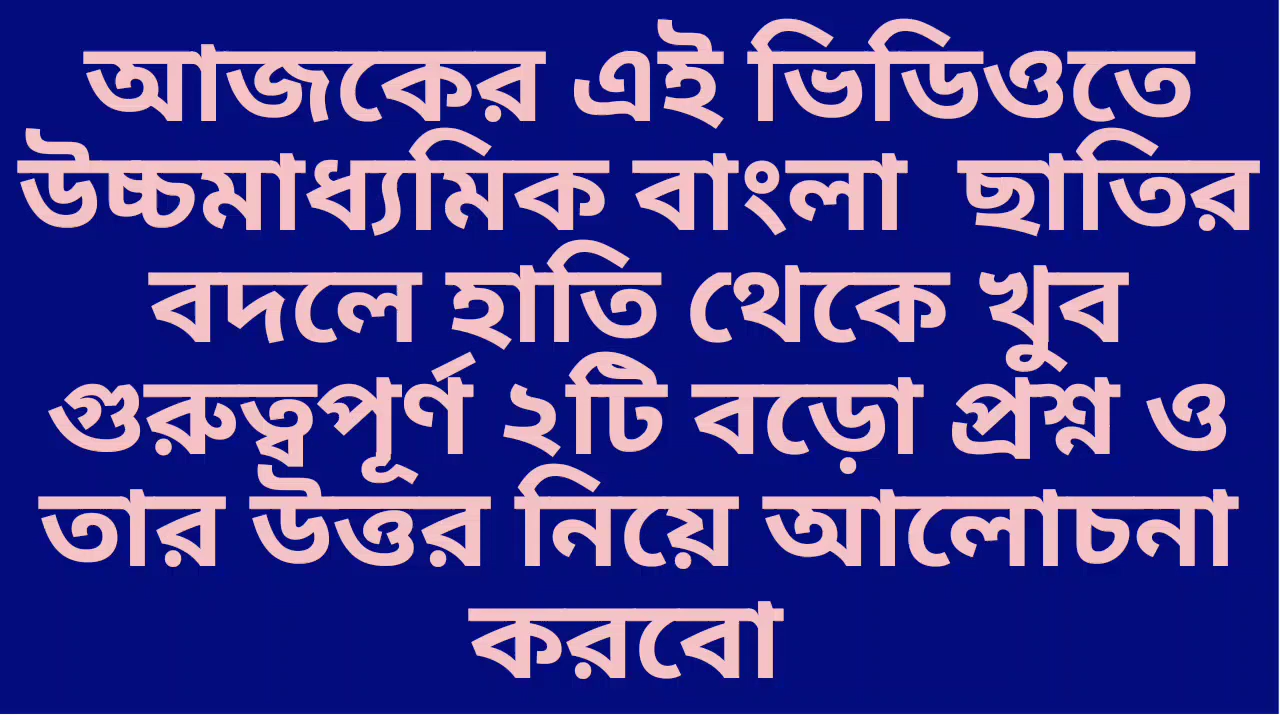 আজকের এই ভিডিওতে
উচ্চমাধ্যমিক বাংলা ছাতির
বদলে হাতি থেকে খুব
গুরুত্বপূর্ণ ২টি বড়ো প্রশ্ন ও
তার উত্তর নিয়ে আলোচনা
করবো